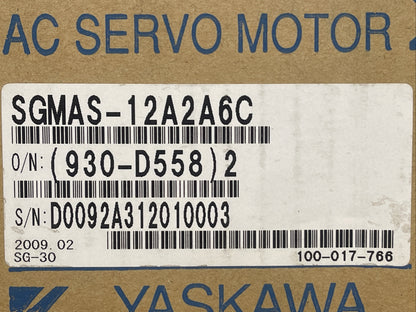 AC SERVO MOTOR
SGMAS-12A2A6C
O/N: (930-D558)2
S/N: D0092A312010003
2009. 02
SG-30
100-017-766
YASKAWA